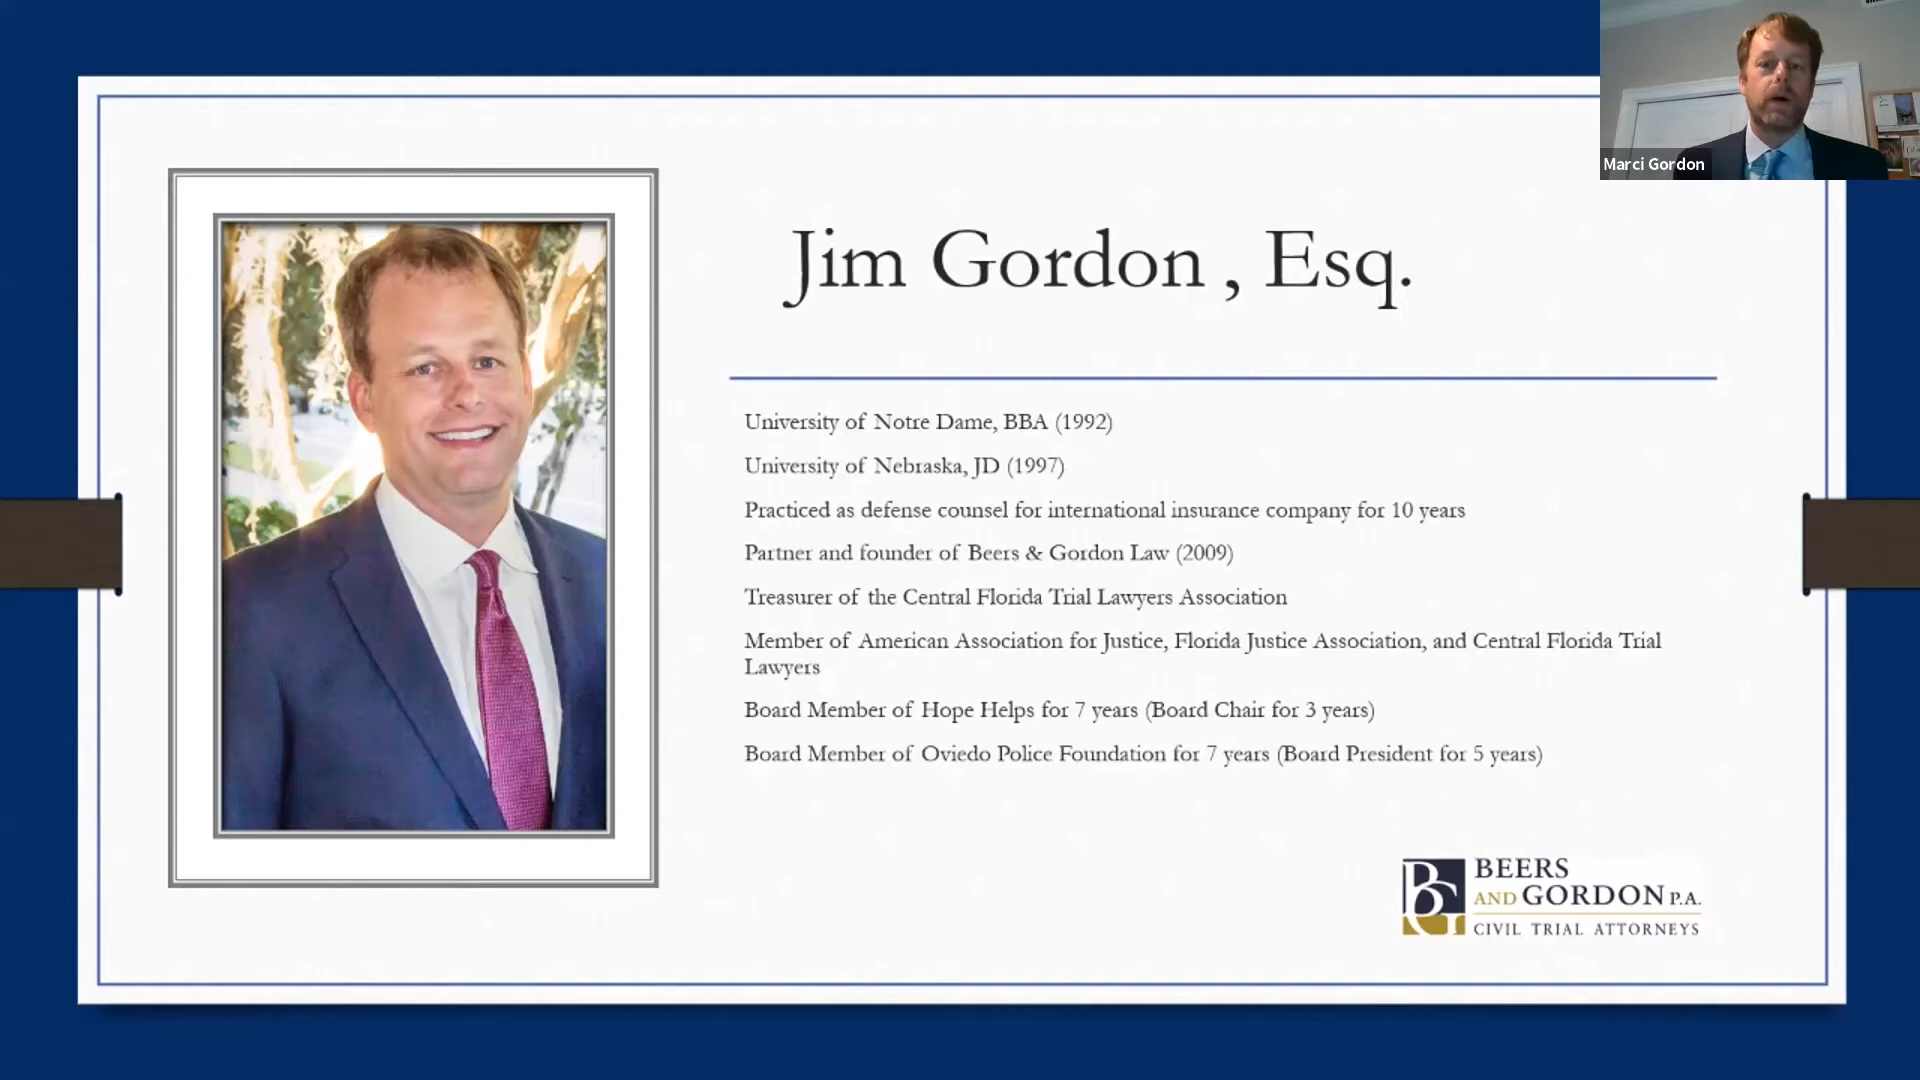 Marci Gordon
Jim Gordon , Esq.
University of Notre Dame, BBA (1992)
University of Nebraska, JD (1997)
Practiced as defense counsel for international insurance company for 10 years
Partner and founder of Beers & Gordon Law (2009)
Treasurer of the Central Florida Trial Lawyers Association
Member of American Association for Justice, Florida Justice Association, and Central Florida Trial
Lawyers
Board Member of Hope Helps for 7 years (Board Chair for 3 years)
Board Member of Oviedo Police Foundation for 7 years (Board President for 5 years)
BG
BEERS
AND GORDON P.A.
CIVIL TRIAL ATTORNEYS